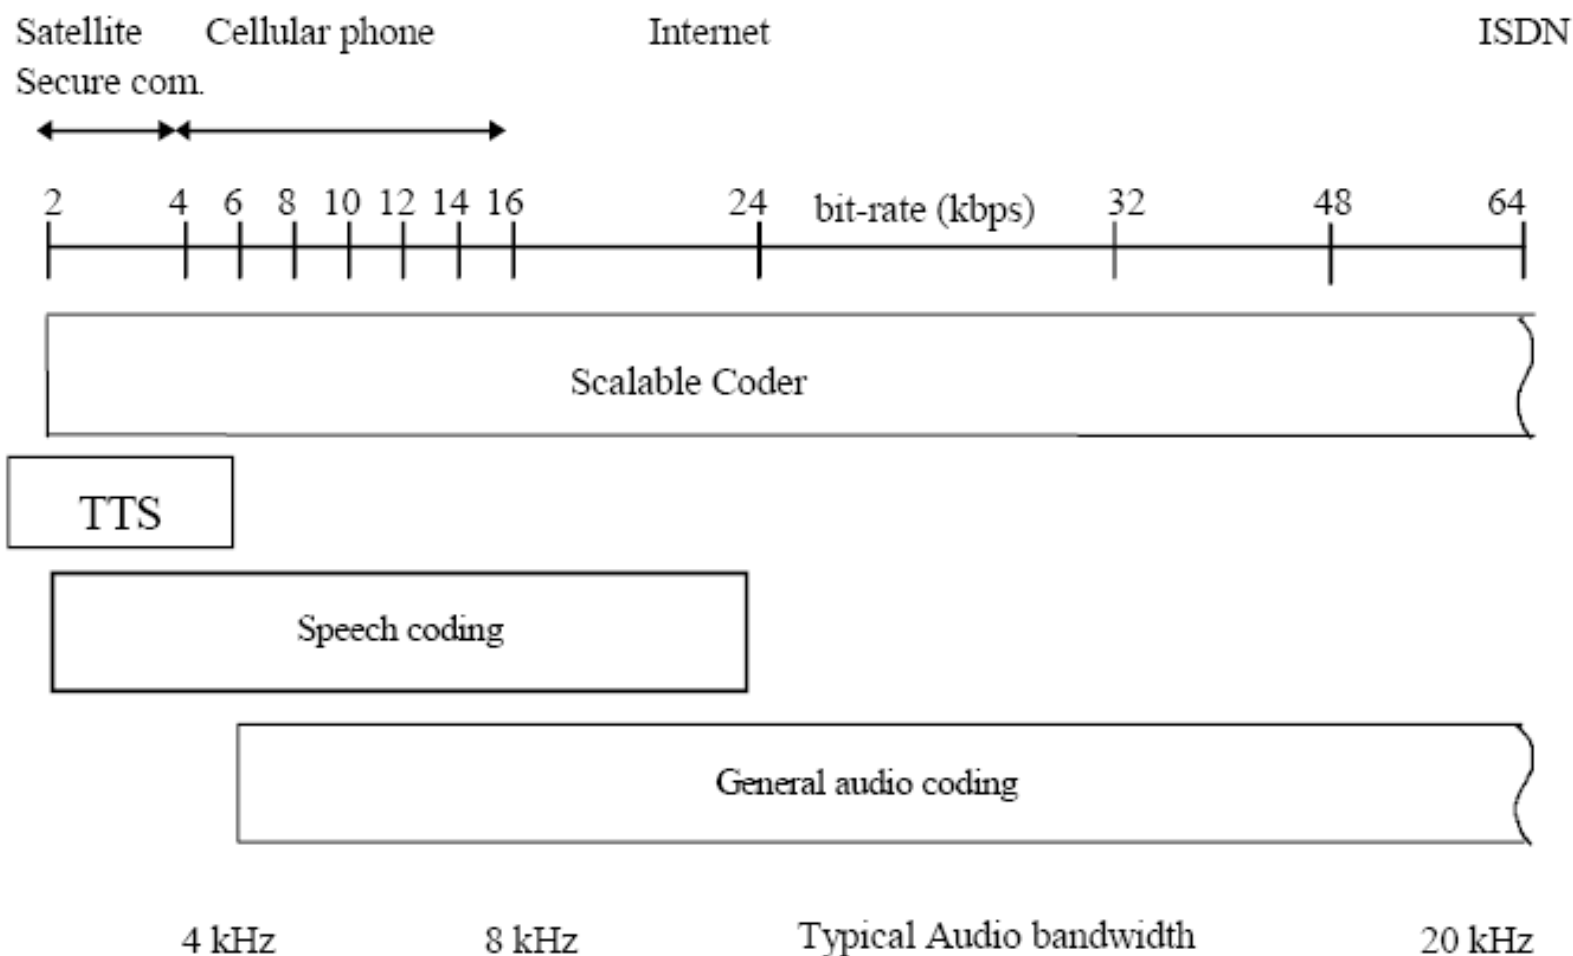 Satellite Cellular phone Internet ISDN
Secure com.
2 4 6 8 10 12 14 16 24 bit-rate (kbps) 32 48 64
Scalable Coder
TTS
Speech coding
General audio coding
4 kHz 8 kHz Typical Audio bandwidth 20 kHz